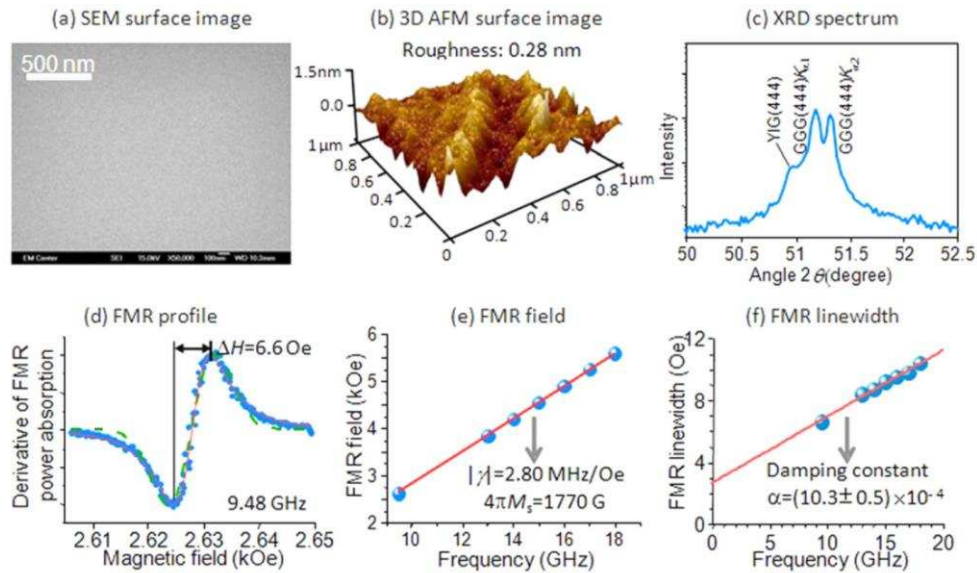 (a) SEM surface image
500 nm
EM Center SEI 15.0kV X50,000 100nm WD 10.3mm
(b) 3D AFM surface image
Roughness: 0.28 nm
1.5nm
0.0
1 μm
0.8
0.6
0.4
0.2
0
0.2
0.4
0.6
0.8
1μm
(c) XRD spectrum
Intensity
YIG(444)
GGG(444)Kα1
GGG(444)Kα2
50 50.5 51 51.5 52 52.5
Angle 2θ(degree)
(d) FMR profile
Derivative of FMR
power absorption
ΔH=6.6 Oe
9.48 GHz
2.61 2.62 2.63 2.64 2.65
Magnetic field (kOe)
(e) FMR field
FMR field (kOe)
6
5
4
3
2
|γ|=2.80 MHz/Oe
4πMs=1770 G
10 12 14 16 18
Frequency (GHz)
(f) FMR linewidth
FMR linewidth (Oe)
12
8
4
0
Damping constant
α=(10.3±0.5)×10⁻⁴
0 5 10 15 20
Frequency (GHz)